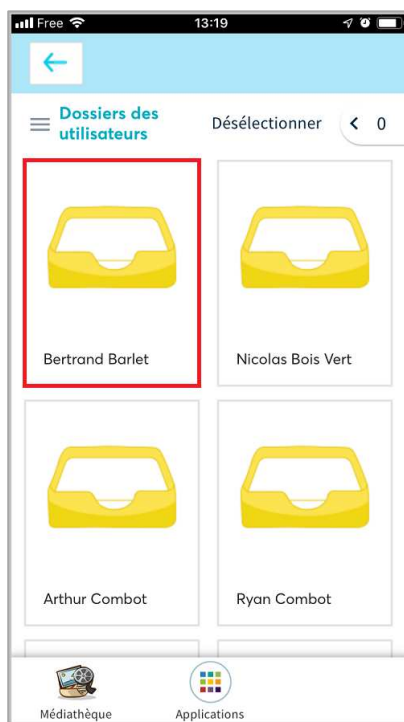 Free 13:19
Dossiers des
utilisateurs
Désélectionner 0
Bertrand Barlet Nicolas Bois Vert
Arthur Combot Ryan Combot
Médiathèque Applications